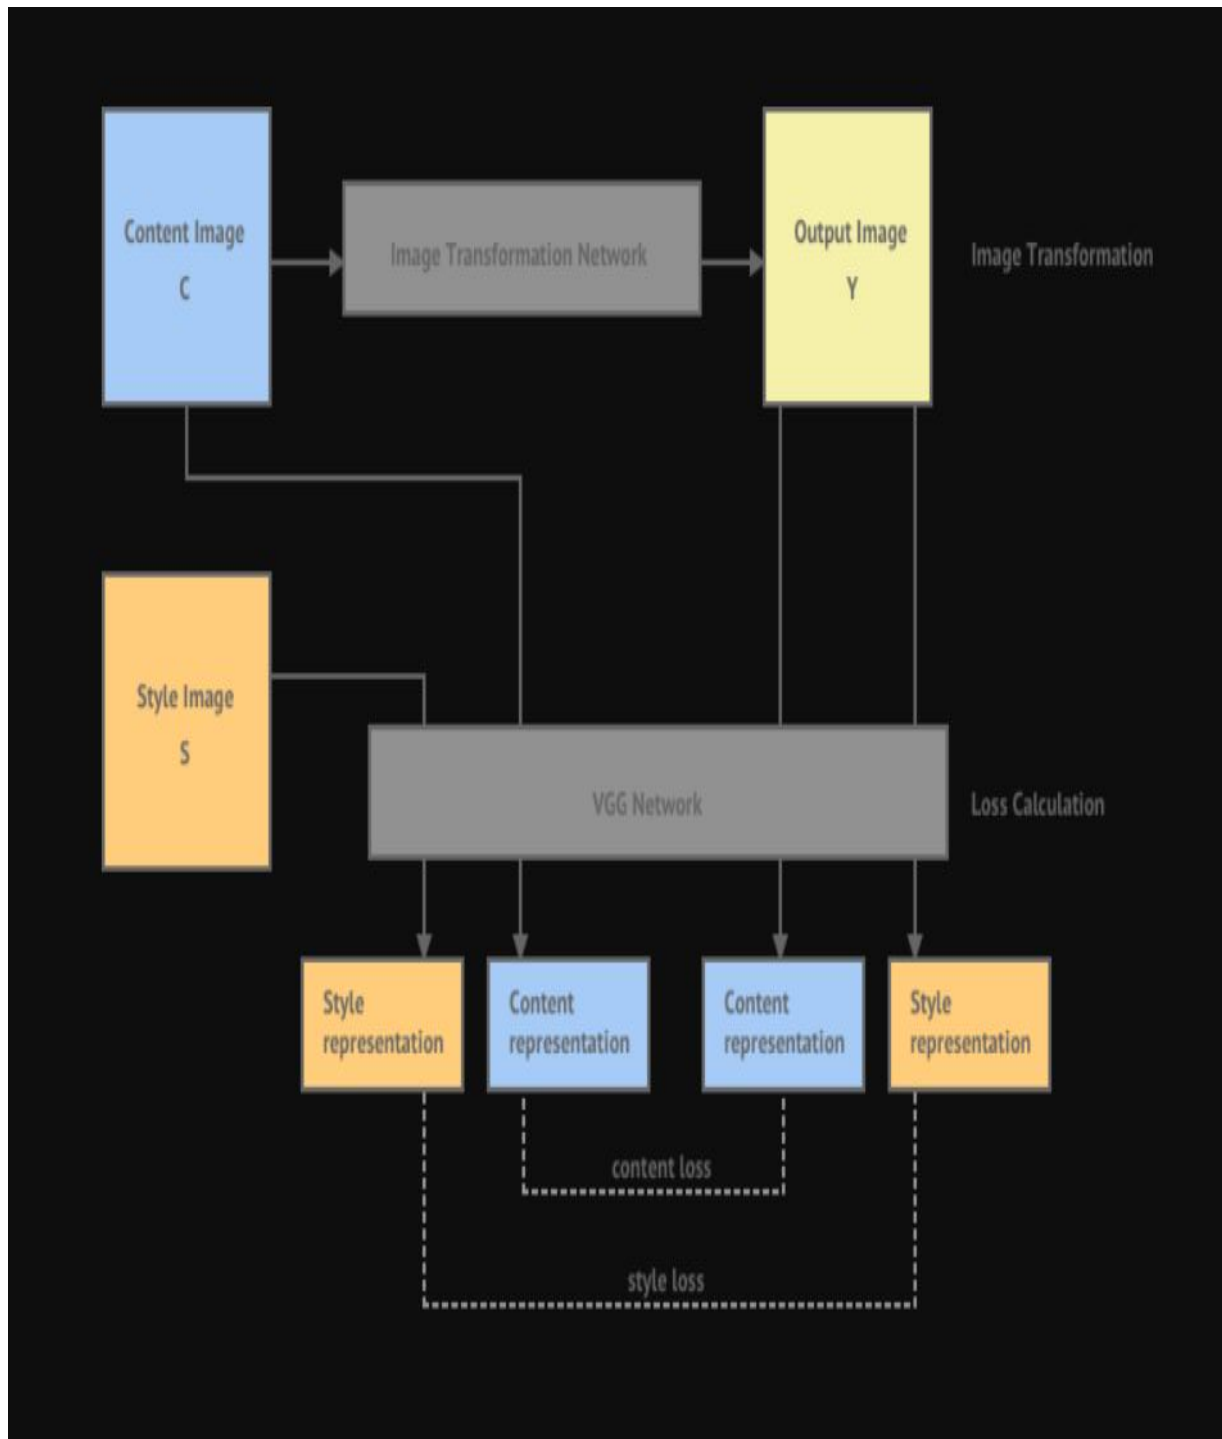 Content Image
C
Image Transformation Network
Output Image
Y
Image Transformation
Style Image
S
VGG Network
Loss Calculation
Style
representation
Content
representation
Content
representation
Style
representation
content loss
style loss